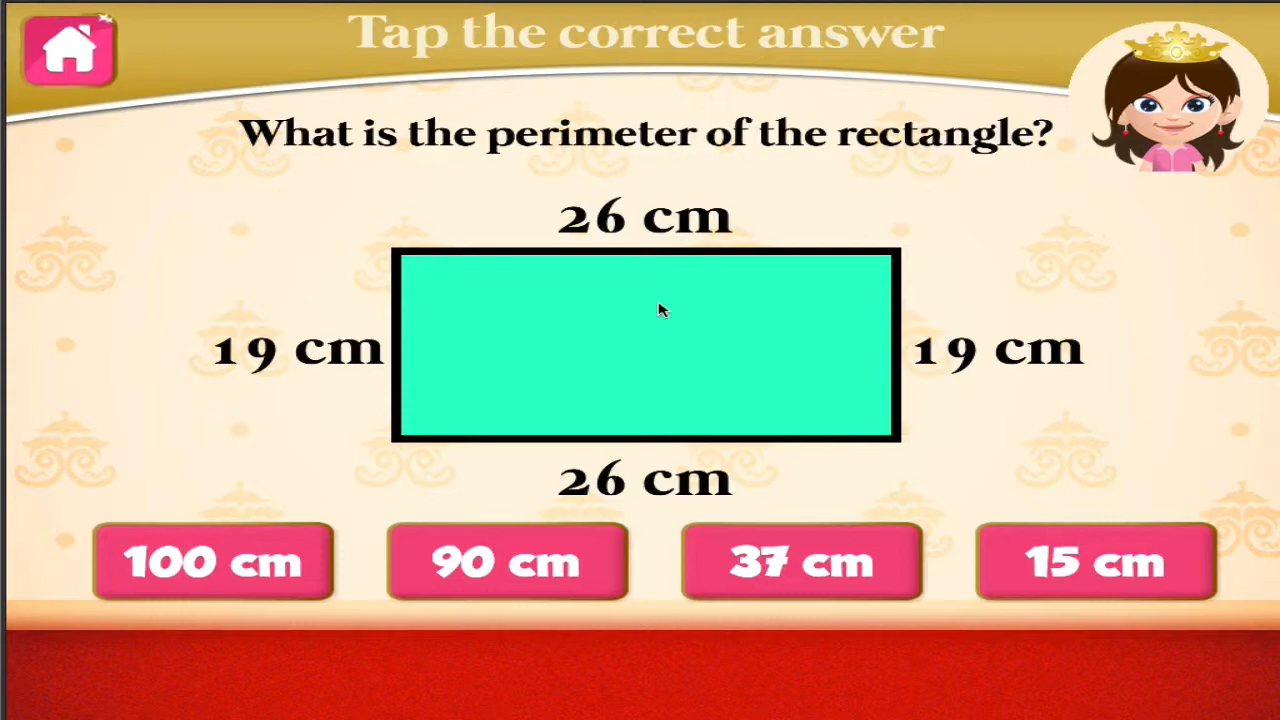 Tap the correct answer
What is the perimeter of the rectangle?
26 cm
19 cm
19 cm
26 cm
100 cm
90 cm
37 cm
15 cm